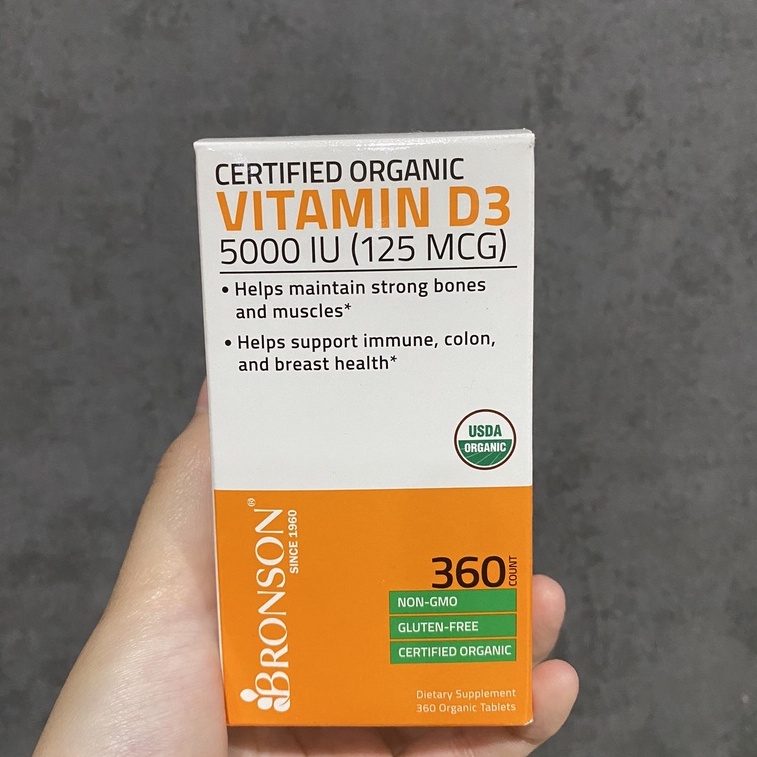 CERTIFIED ORGANIC
VITAMIN D3
5000 IU (125 MCG)
• Helps maintain strong bones
and muscles*
• Helps support immune, colon,
and breast health*
USDA
ORGANIC
BRONSON®
SINCE 1960
360 COUNT
NON-GMO
GLUTEN-FREE
CERTIFIED ORGANIC
Dietary Supplement
360 Organic Tablets